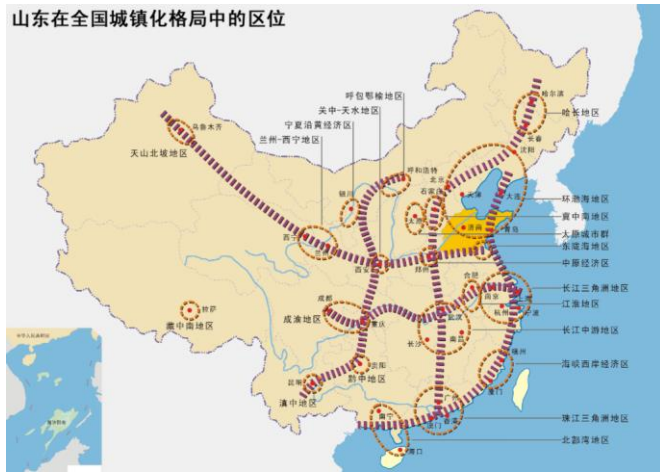 山东在全国城镇化格局中的区位
呼包鄂榆地区
关中-天水地区
宁夏沿黄经济区
兰州-西宁地区
天山北坡地区
乌鲁木齐
哈尔滨
哈长地区
长春
沈阳
呼和浩特
北京
天津
大连
石家庄
银川
太原
济南
青岛
环渤海地区
冀中南地区
太原城市群
东陇海地区
中原经济区
西宁
西安
郑州
合肥
南京
上海
长江三角洲地区
江淮地区
杭州
宁波
拉萨
藏中南地区
成都
成渝地区
重庆
武汉
长沙
南昌
长江中游地区
贵阳
黔中地区
昆明
滇中地区
福州
厦门
海峡西岸经济区
广州
香港
澳门
珠江三角洲地区
南宁
北部湾地区
海口